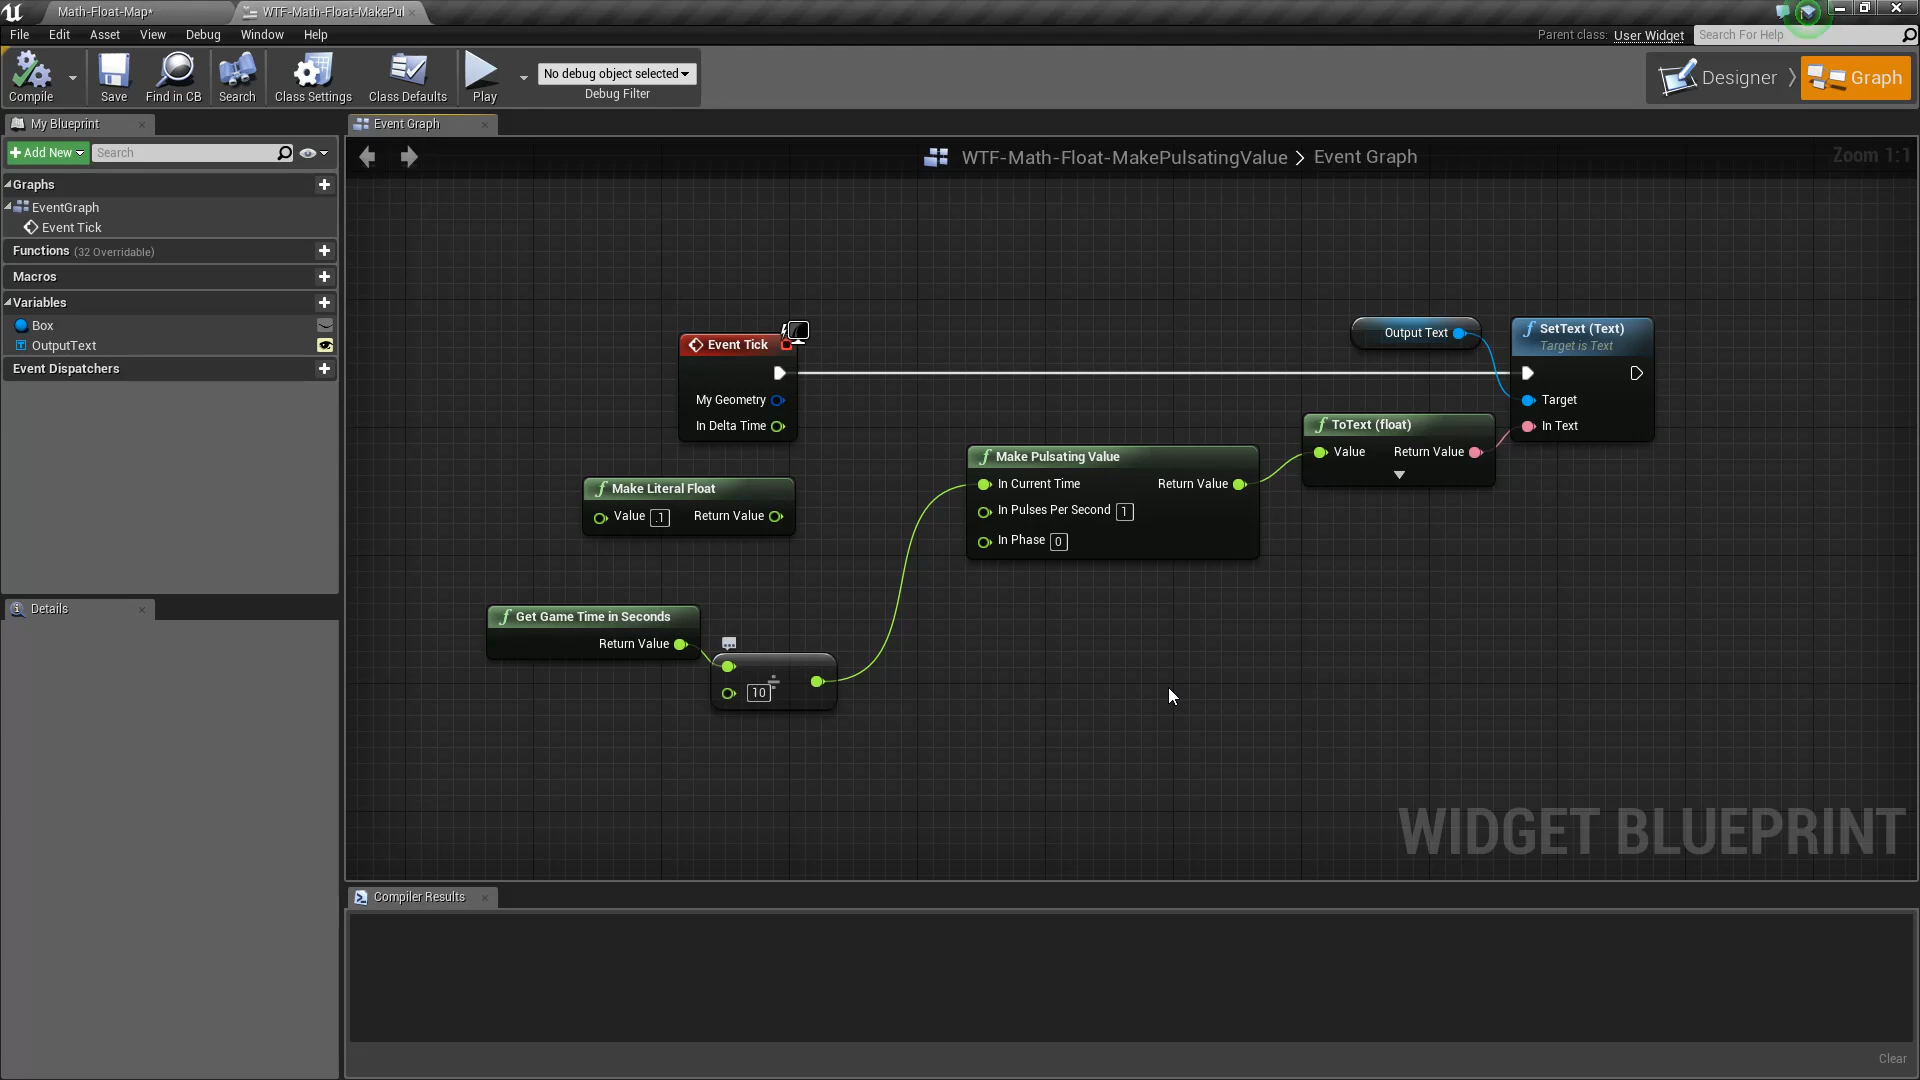 Math-Float-Map*
WTF-Math-Float-MakePul
File Edit Asset View Debug Window Help
Parent class: User Widget Search For Help
Compile Save Find in CB Search Class Settings Class Defaults Play
No debug object selected
Debug Filter
Designer Graph
My Blueprint
Event Graph
Add New Search
WTF-Math-Float-MakePulsatingValue > Event Graph
Zoom 1:1
Graphs
EventGraph
Event Tick
Functions (32 Overridable)
Macros
Variables
Box
OutputText
Event Dispatchers
Details
Event Tick
My Geometry
In Delta Time
Output Text
SetText (Text)
Target is Text
Target
In Text
ToText (float)
Value Return Value
Make Pulsating Value
In Current Time Return Value
In Pulses Per Second 1
In Phase 0
Make Literal Float
Value .1 Return Value
Get Game Time in Seconds
Return Value
÷
10
WIDGET BLUEPRINT
Compiler Results
Clear